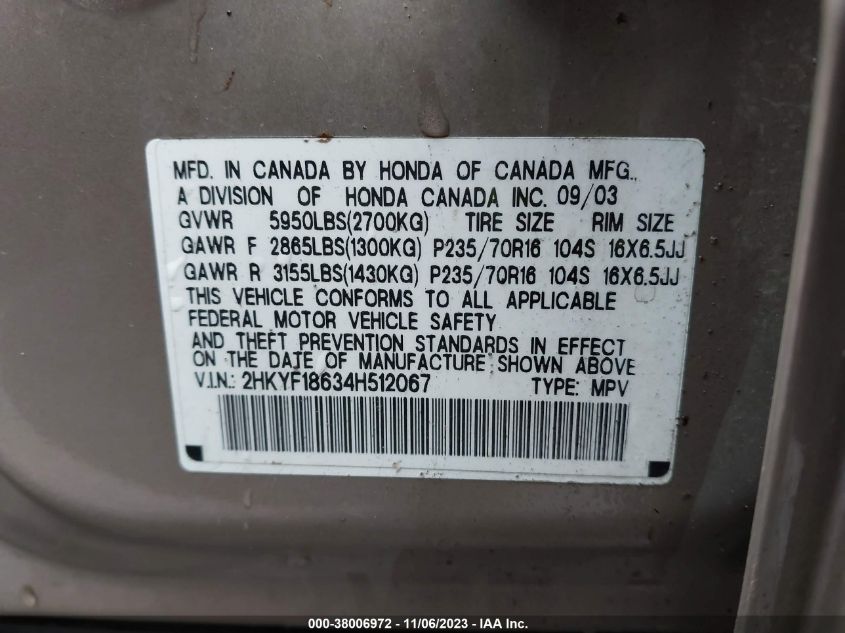 MFD. IN CANADA BY HONDA OF CANADA MFG.,
A DIVISION OF HONDA CANADA INC. 09/03
GVWR 5950LBS(2700KG) TIRE SIZE RIM SIZE
GAWR F 2865LBS(1300KG) P235/70R16 104S 16X6.5JJ
GAWR R 3155LBS(1430KG) P235/70R16 104S 16X6.5JJ
THIS VEHICLE CONFORMS TO ALL APPLICABLE
FEDERAL MOTOR VEHICLE SAFETY
AND THEFT PREVENTION STANDARDS IN EFFECT
ON THE DATE OF MANUFACTURE SHOWN ABOVE
V.I.N.: 2HKYF18634H512067 TYPE: MPV
000-38006972 - 11/06/2023 - IAA Inc.